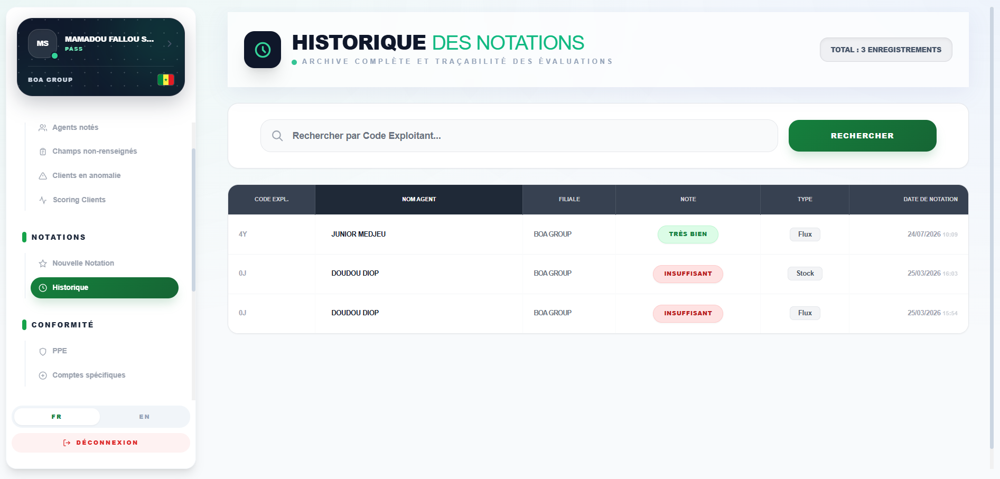 MS
MAMADOU FALLOU S...
PASS
BOA GROUP
Agents notés
Champs non-renseignés
Clients en anomalie
Scoring Clients
NOTATIONS
Nouvelle Notation
Historique
CONFORMITÉ
PPE
Comptes spécifiques
FR EN
DÉCONNEXION
HISTORIQUE DES NOTATIONS
ARCHIVE COMPLÈTE ET TRAÇABILITÉ DES ÉVALUATIONS
TOTAL : 3 ENREGISTREMENTS
Rechercher par Code Exploitant...
RECHERCHER
CODE EXPL. NOM AGENT FILIALE NOTE TYPE DATE DE NOTATION
4Y JUNIOR MEDJEU BOA GROUP TRÈS BIEN Flux 24/07/2026 10:09
0J DOUDOU DIOP BOA GROUP INSUFFISANT Stock 25/03/2026 16:03
0J DOUDOU DIOP BOA GROUP INSUFFISANT Flux 25/03/2026 15:54